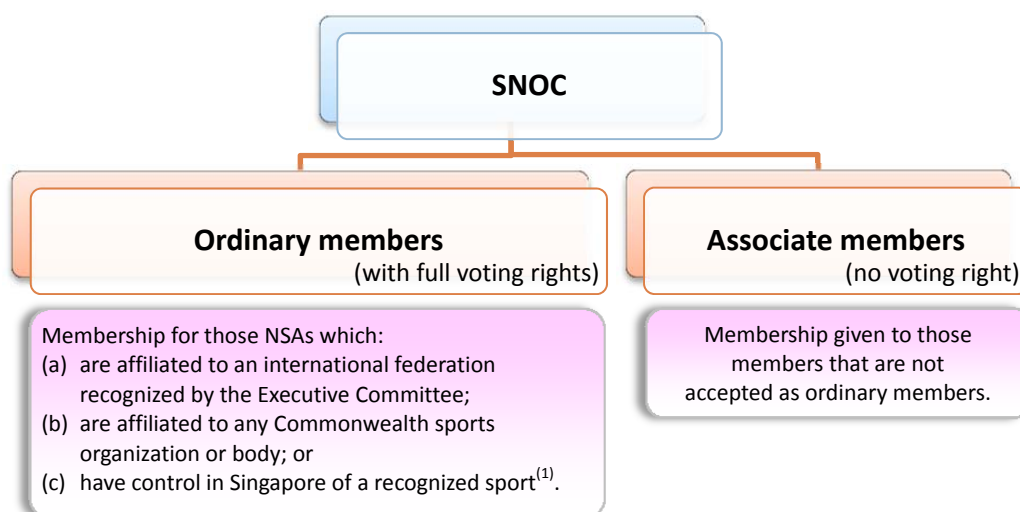 SNOC
Ordinary members
(with full voting rights)
Associate members
(no voting right)
Membership for those NSAs which:
(a) are affiliated to an international federation
recognized by the Executive Committee;
(b) are affiliated to any Commonwealth sports
organization or body; or
(c) have control in Singapore of a recognized sport(1).
Membership given to those
members that are not
accepted as ordinary members.